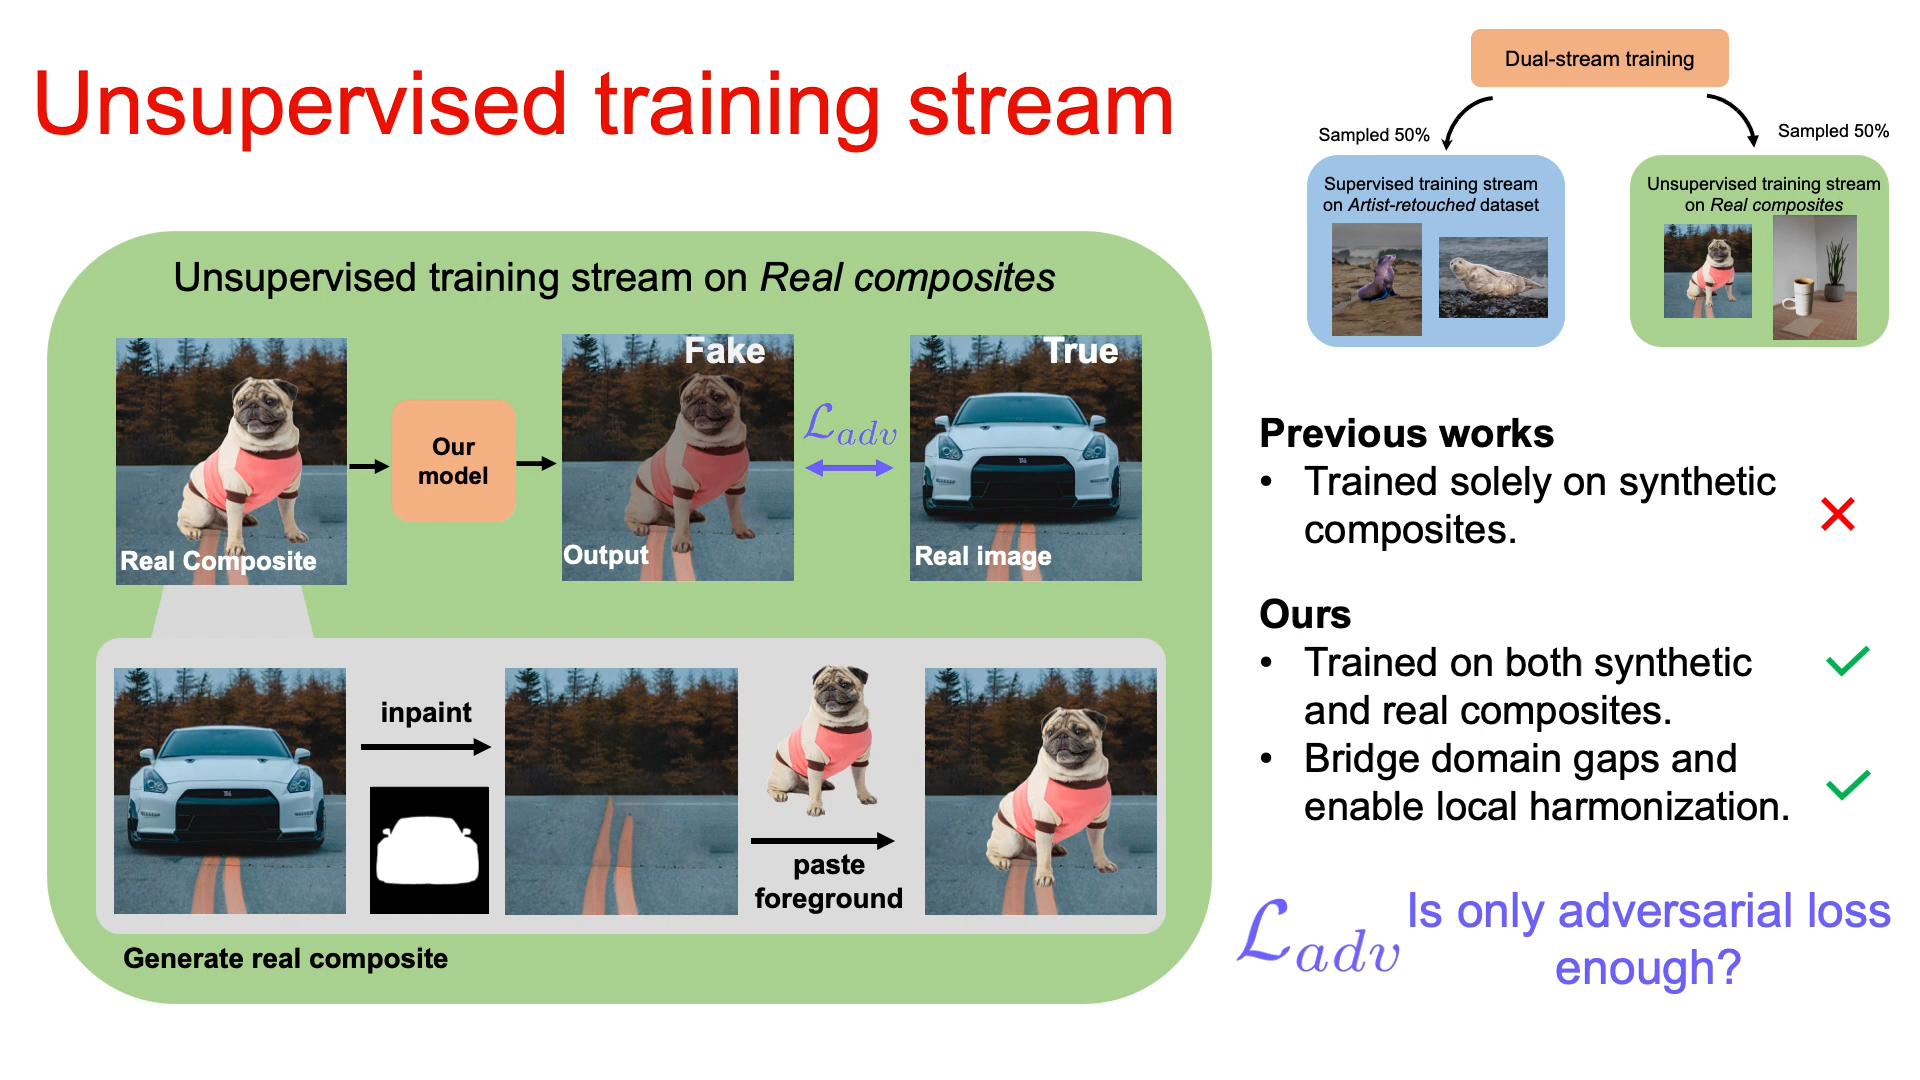 Unsupervised training stream
Dual-stream training
Sampled 50%
Sampled 50%
Supervised training stream
on Artist-retouched dataset
Unsupervised training stream
on Real composites
Unsupervised training stream on Real composites
Real Composite
Our
model
Fake
Output
ℒadv
True
Real image
inpaint
paste
foreground
Generate real composite
Previous works
• Trained solely on synthetic
composites.
Ours
• Trained on both synthetic
and real composites.
• Bridge domain gaps and
enable local harmonization.
ℒadv
Is only adversarial loss
enough?